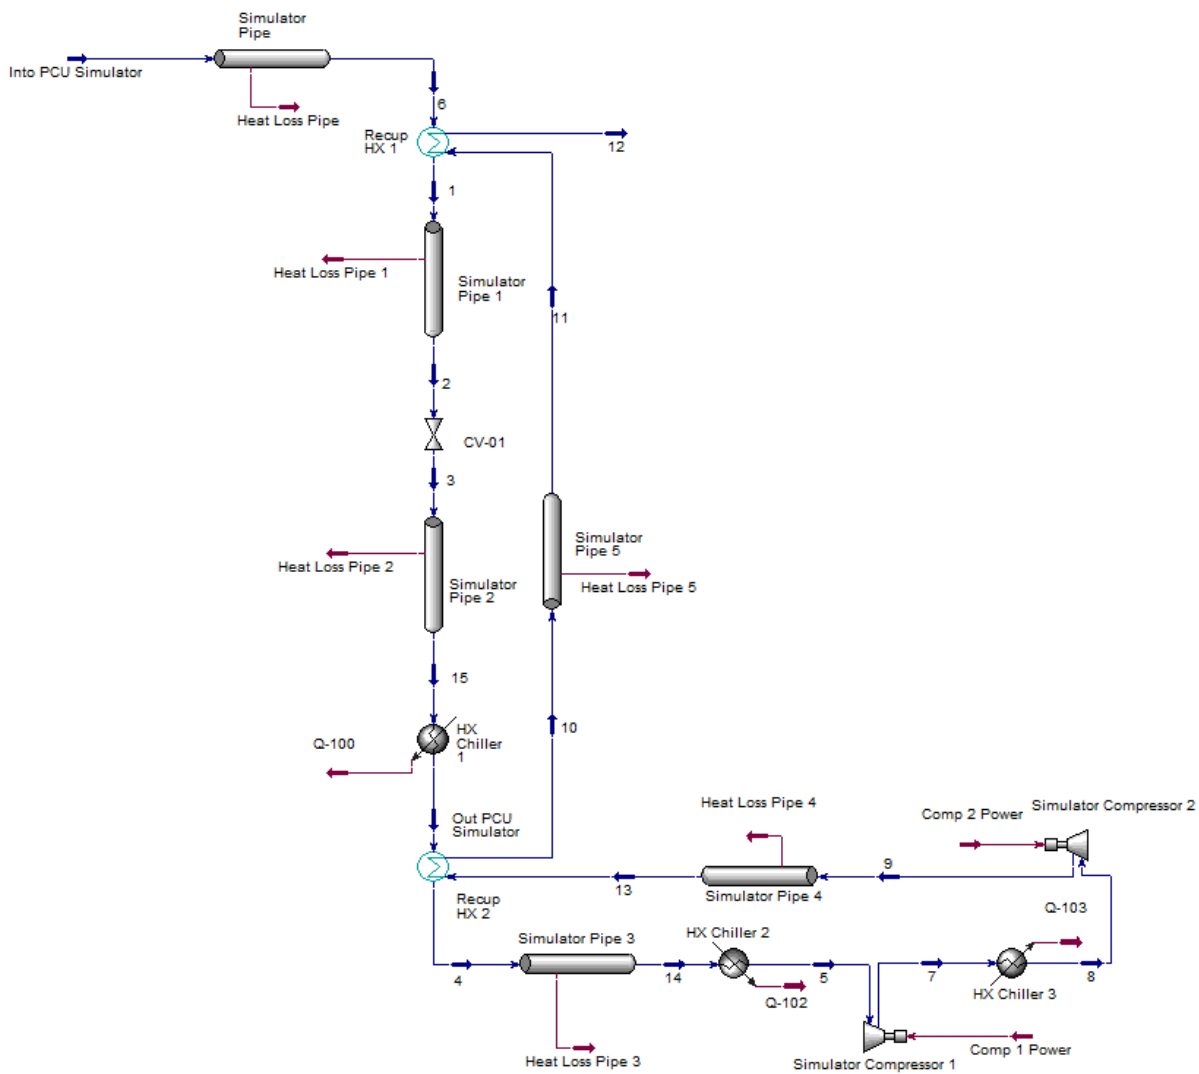 Simulator
Pipe
Into PCU Simulator
Heat Loss Pipe
6
Recup
HX 1
12
1
Heat Loss Pipe 1
Simulator
Pipe 1
11
2
CV-01
3
Simulator
Pipe 5
Heat Loss Pipe 2
Simulator
Pipe 2
Heat Loss Pipe 5
15
10
HX
Chiller
1
Q-100
Out PCU
Simulator
Heat Loss Pipe 4
Simulator Compressor 2
Comp 2 Power
9
13
Simulator Pipe 4
Recup
HX 2
Q-103
Simulator Pipe 3
HX Chiller 2
4
14
5
7
8
HX Chiller 3
Q-102
Heat Loss Pipe 3
Simulator Compressor 1
Comp 1 Power